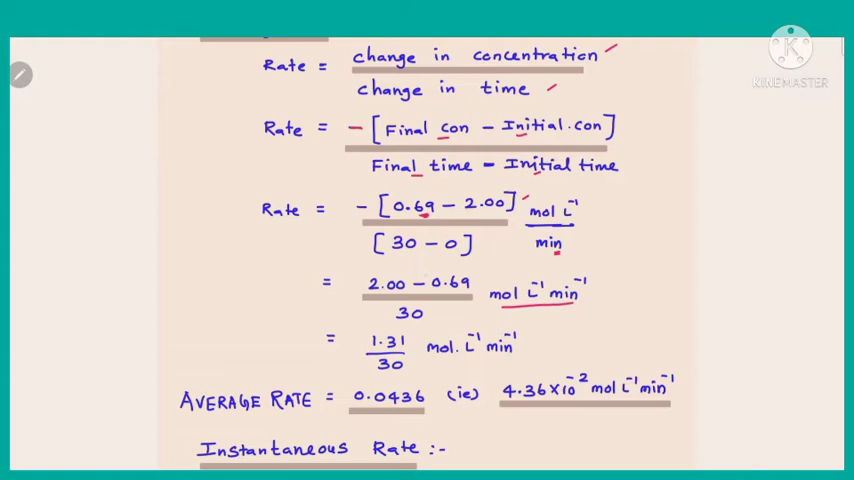 KINEMASTER
Rate = change in concentration
change in time
Rate = - [Final con - Initial.con]
Final time - Initial time
Rate = - [0.69 - 2.00] mol L⁻¹
[30 - 0] min
= 2.00 - 0.69 mol L⁻¹ min⁻¹
30
= 1.31 mol. L⁻¹ min⁻¹
30
AVERAGE RATE = 0.0436 (ie) 4.36×10⁻² mol L⁻¹ min⁻¹
Instantaneous Rate :-